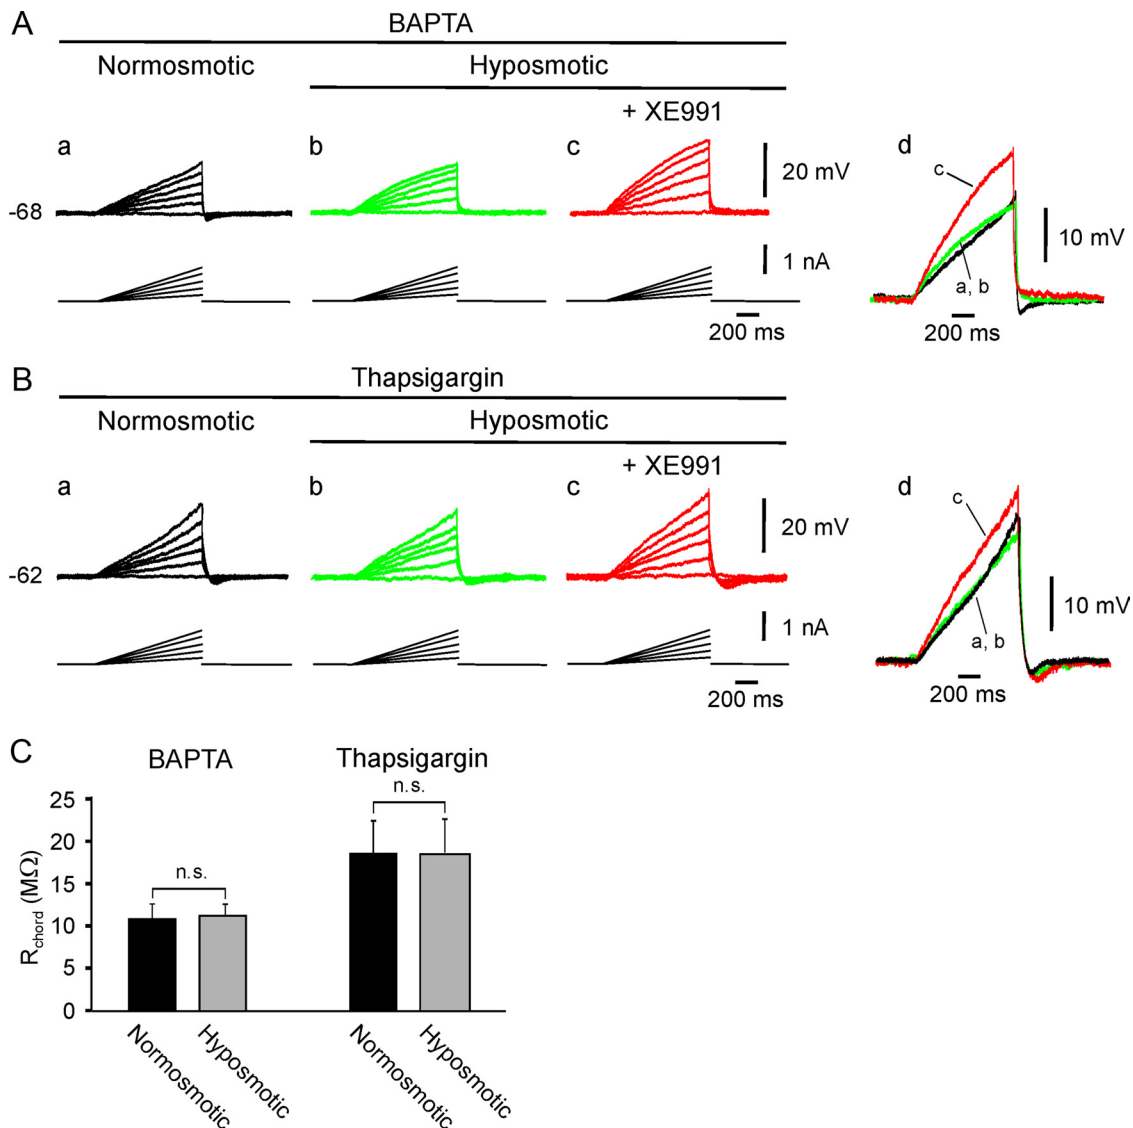 A
BAPTA
Normosmotic
Hyposmotic
+ XE991
a
b
c
d
-68
20 mV
1 nA
200 ms
c
a, b
10 mV
200 ms
B
Thapsigargin
Normosmotic
Hyposmotic
+ XE991
a
b
c
d
-62
20 mV
1 nA
200 ms
c
a, b
10 mV
200 ms
C
BAPTA
Thapsigargin
n.s.
n.s.
Rchord (MΩ)
25
20
15
10
5
0
Normosmotic
Hyposmotic
Normosmotic
Hyposmotic